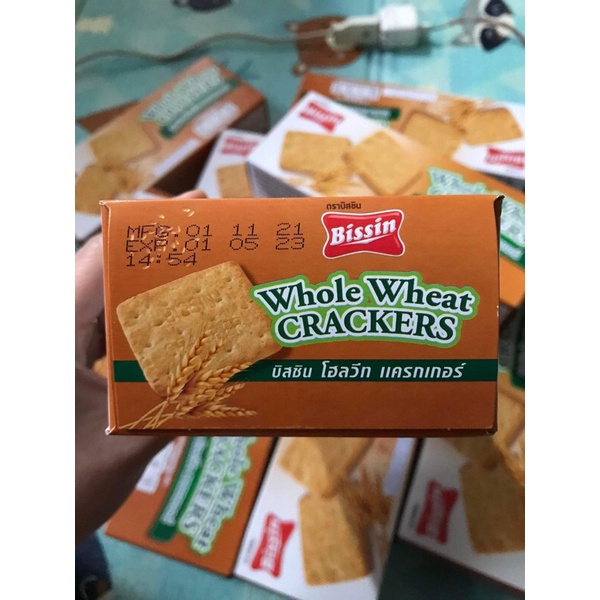 MFG.01 11 21
EXP.01 05 23
14:54
ตราบิสชิน
Bissin
Whole Wheat
CRACKERS
บิสชิน โฮลวีท แครกเกอร์
Bissin